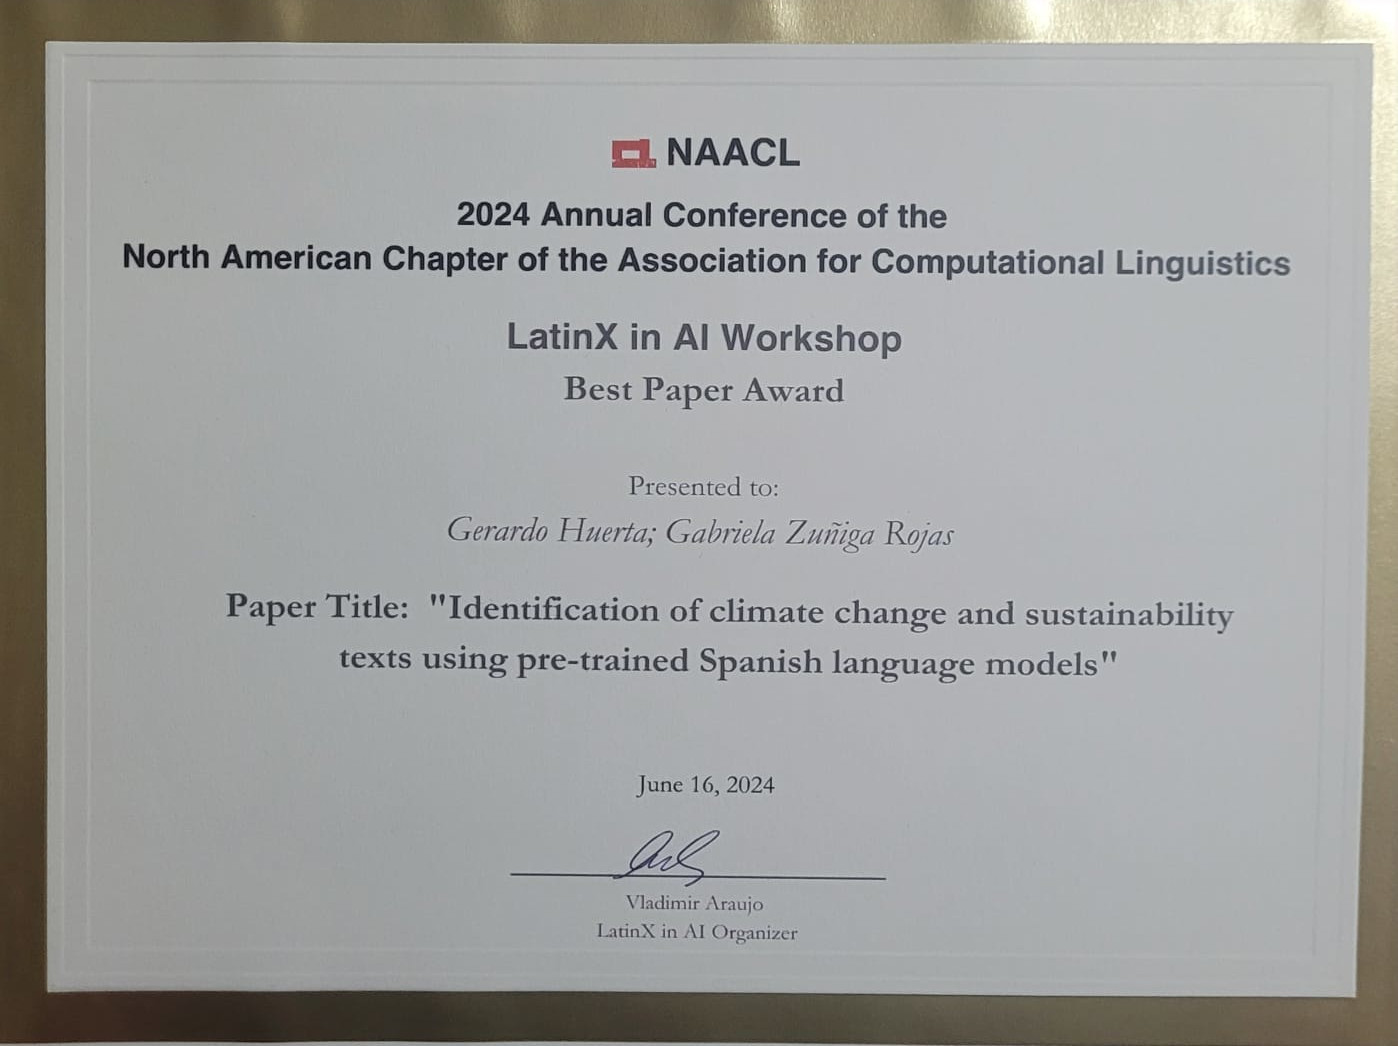 NAACL
2024 Annual Conference of the
North American Chapter of the Association for Computational Linguistics
LatinX in AI Workshop
Best Paper Award
Presented to:
Gerardo Huerta; Gabriela Zuñiga Rojas
Paper Title: "Identification of climate change and sustainability
texts using pre-trained Spanish language models"
June 16, 2024
Vladimir Araujo
LatinX in AI Organizer